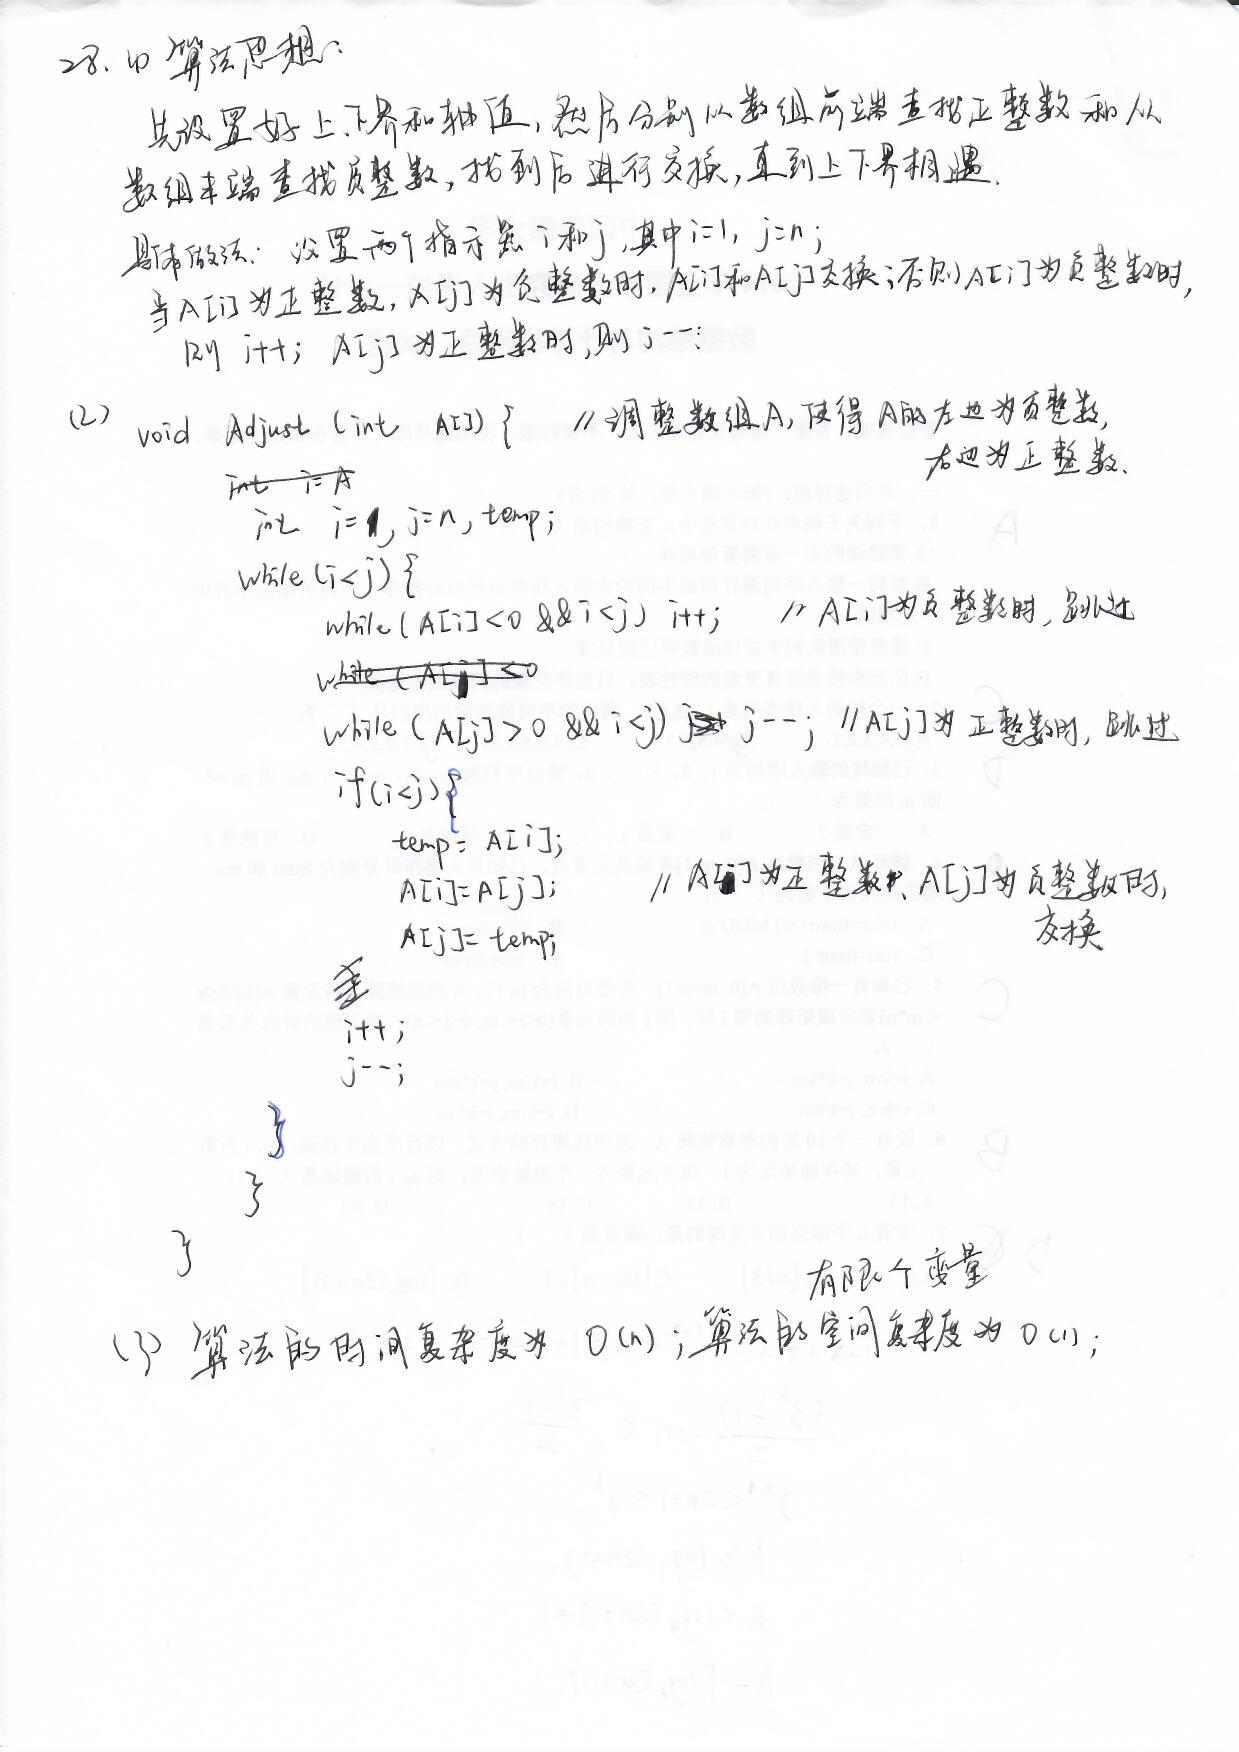 28. (1) 算法思想:
先设置好上、下界和轴值,然后分别从数组前端查找正整数和从
数组末端查找负整数,找到后进行交换,直到上下界相遇.
具体做法: 设置两个指示器i和j,其中i=1, j=n;
当A[i]为正整数,A[j]为负整数时,A[i]和A[j]交换;否则A[i]为负整数时,
则 i++; A[j]为正整数时,则j--;
(2) void Adjust (int A[]) { // 调整数组A,使得A的左边为负整数,
右边为正整数.
int i=A
int i=1, j=n, temp;
while(i<j){
while(A[i]<0 && i<j) i++; // A[i]为负整数时,跳过
while(A[j]<0
while(A[j]>0 && i<j) j--; // A[j]为正整数时,跳过
if(i<j){
temp= A[i];
A[i]=A[j]; // A[i]为正整数、A[j]为负整数时,
A[j]= temp; 交换
i++;
j--;
}
}
}
有限个变量
(3) 算法的时间复杂度为 O(n);算法的空间复杂度为O(1);